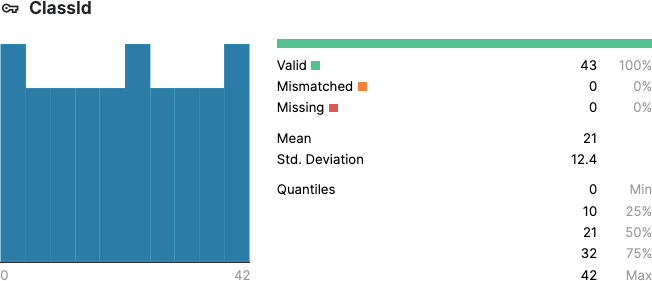 ClassId
Valid 43 100%
Mismatched 0 0%
Missing 0 0%
Mean 21
Std. Deviation 12.4
Quantiles 0 Min
10 25%
21 50%
32 75%
42 Max
0 42